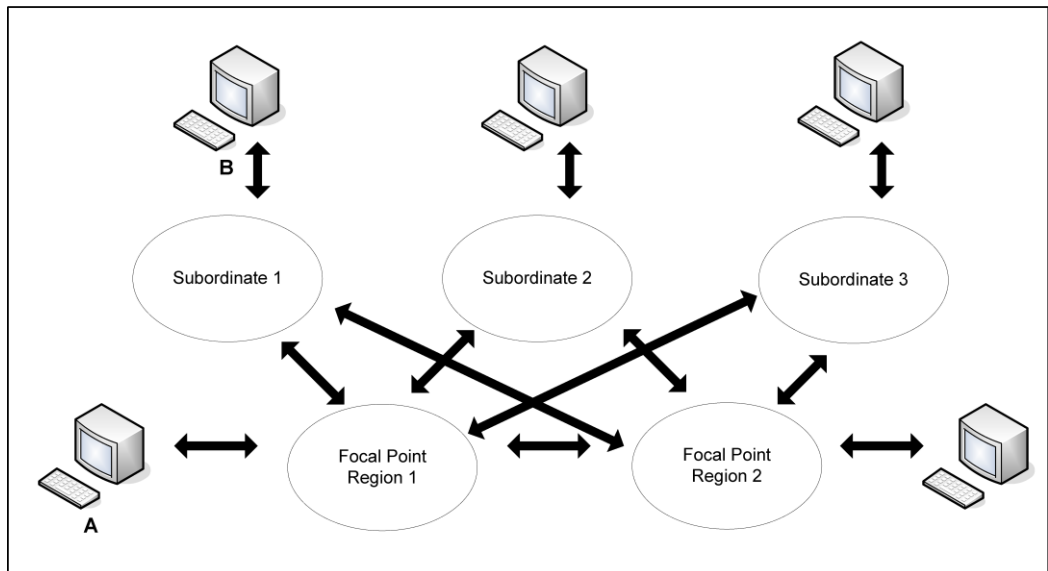 B
Subordinate 1
Subordinate 2
Subordinate 3
Focal Point
Region 1
Focal Point
Region 2
A